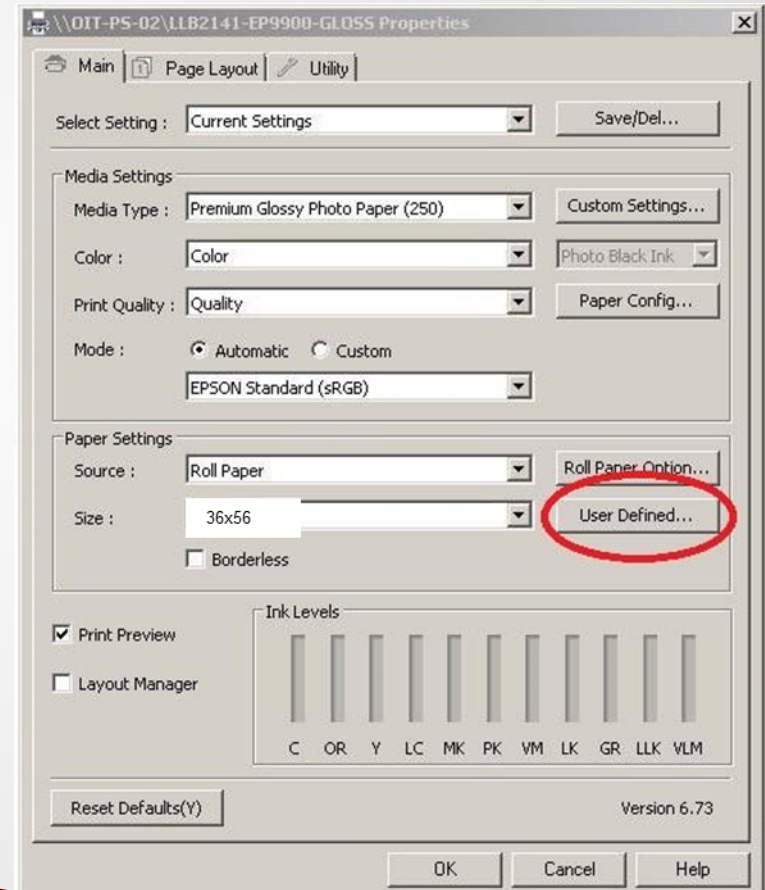 \\OIT-PS-02\LLB2141-EP9900-GLOSS Properties
Main Page Layout Utility
Select Setting : Current Settings Save/Del...
Media Settings
Media Type : Premium Glossy Photo Paper (250) Custom Settings...
Color : Color Photo Black Ink
Print Quality : Quality Paper Config...
Mode : Automatic Custom
EPSON Standard (sRGB)
Paper Settings
Source : Roll Paper Roll Paper Option...
Size : 36x56 User Defined...
Borderless
Ink Levels
Print Preview
Layout Manager
C OR Y LC MK PK VM LK GR LLK VLM
Reset Defaults(Y) Version 6.73
OK Cancel Help